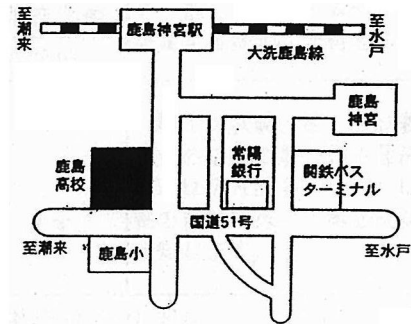 至潮来
鹿島神宮駅
至水戸
大洗鹿島線
鹿島
神宮
鹿島
高校
常陽
銀行
関鉄バス
ターミナル
国道51号
至潮来
鹿島小
至水戸